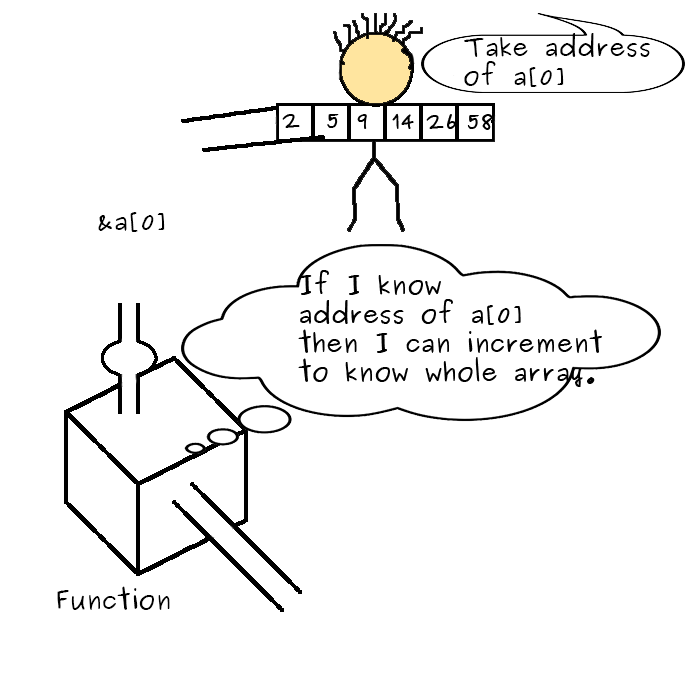 Take address
of a[0]
2 5 9 14 26 58
&a[0]
If I know
address of a[0]
then I can increment
to know whole array.
Function